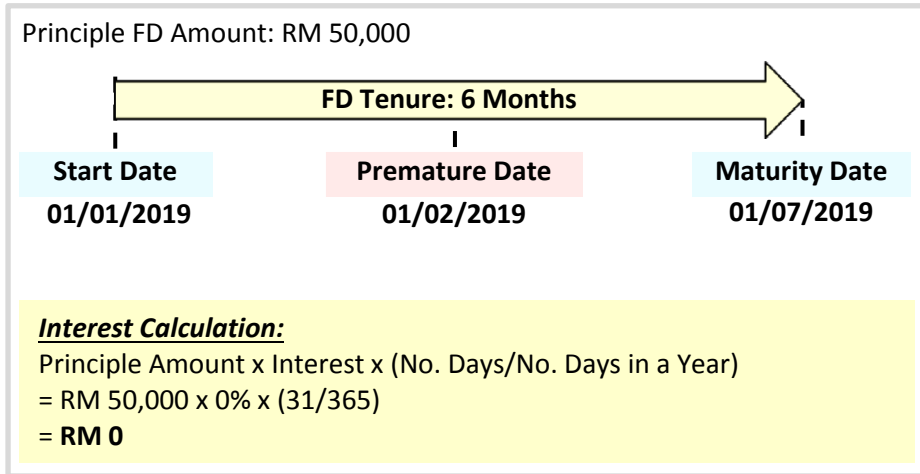 Principle FD Amount: RM 50,000
FD Tenure: 6 Months
Start Date
Premature Date
Maturity Date
01/01/2019
01/02/2019
01/07/2019
Interest Calculation:
Principle Amount x Interest x (No. Days/No. Days in a Year)
= RM 50,000 x 0% x (31/365)
= RM 0